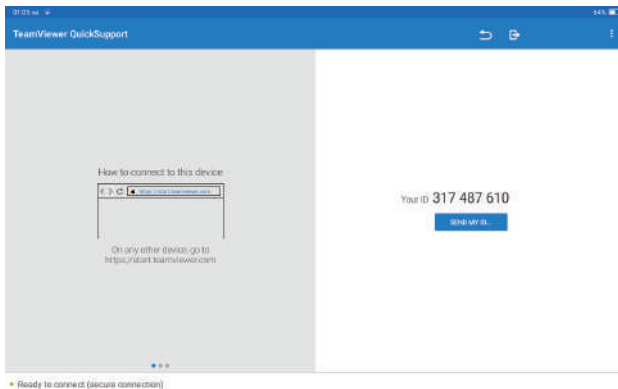 TeamViewer QuickSupport
How to connect to this device
On any other device, go to
https://start.teamviewer.com
Your ID 317 487 610
SEND MY ID...
Ready to connect (secure connection)